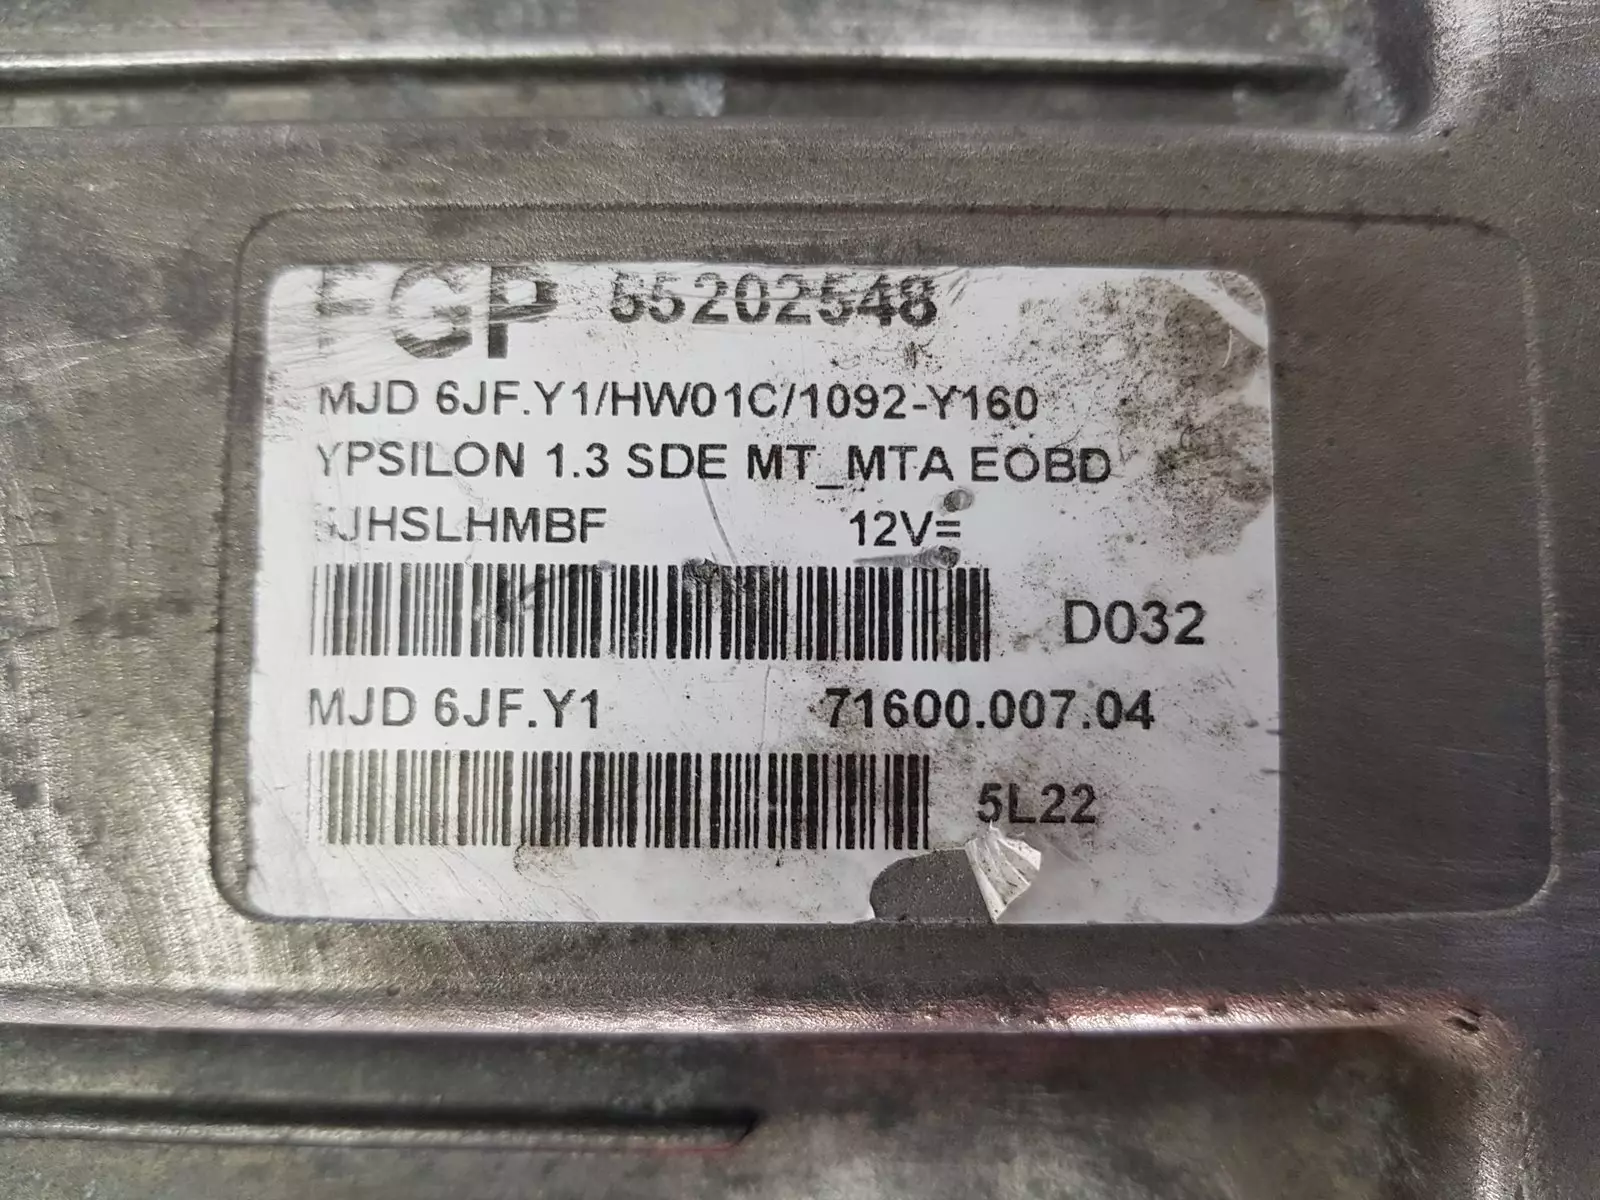 FGP 55202548
MJD 6JF.Y1/HW01C/1092-Y160
YPSILON 1.3 SDE MT_MTA EOBD
12V=
D032
MJD 6JF.Y1 71600.007.04
5L22